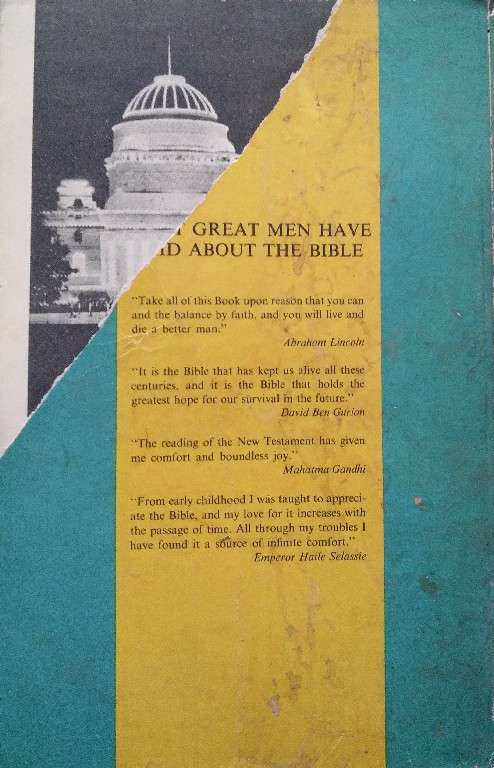 T GREAT MEN HAVE
ID ABOUT THE BIBLE
"Take all of this Book upon reason that you can
and the balance by faith, and you will live and
die a better man."
Abraham Lincoln
"It is the Bible that has kept us alive all these
centuries, and it is the Bible that holds the
greatest hope for our survival in the future."
David Ben Gurion
"The reading of the New Testament has given
me comfort and boundless joy."
Mahatma Gandhi
"From early childhood I was taught to appreci-
ate the Bible, and my love for it increases with
the passage of time. All through my troubles I
have found it a source of infinite comfort."
Emperor Haile Selassie